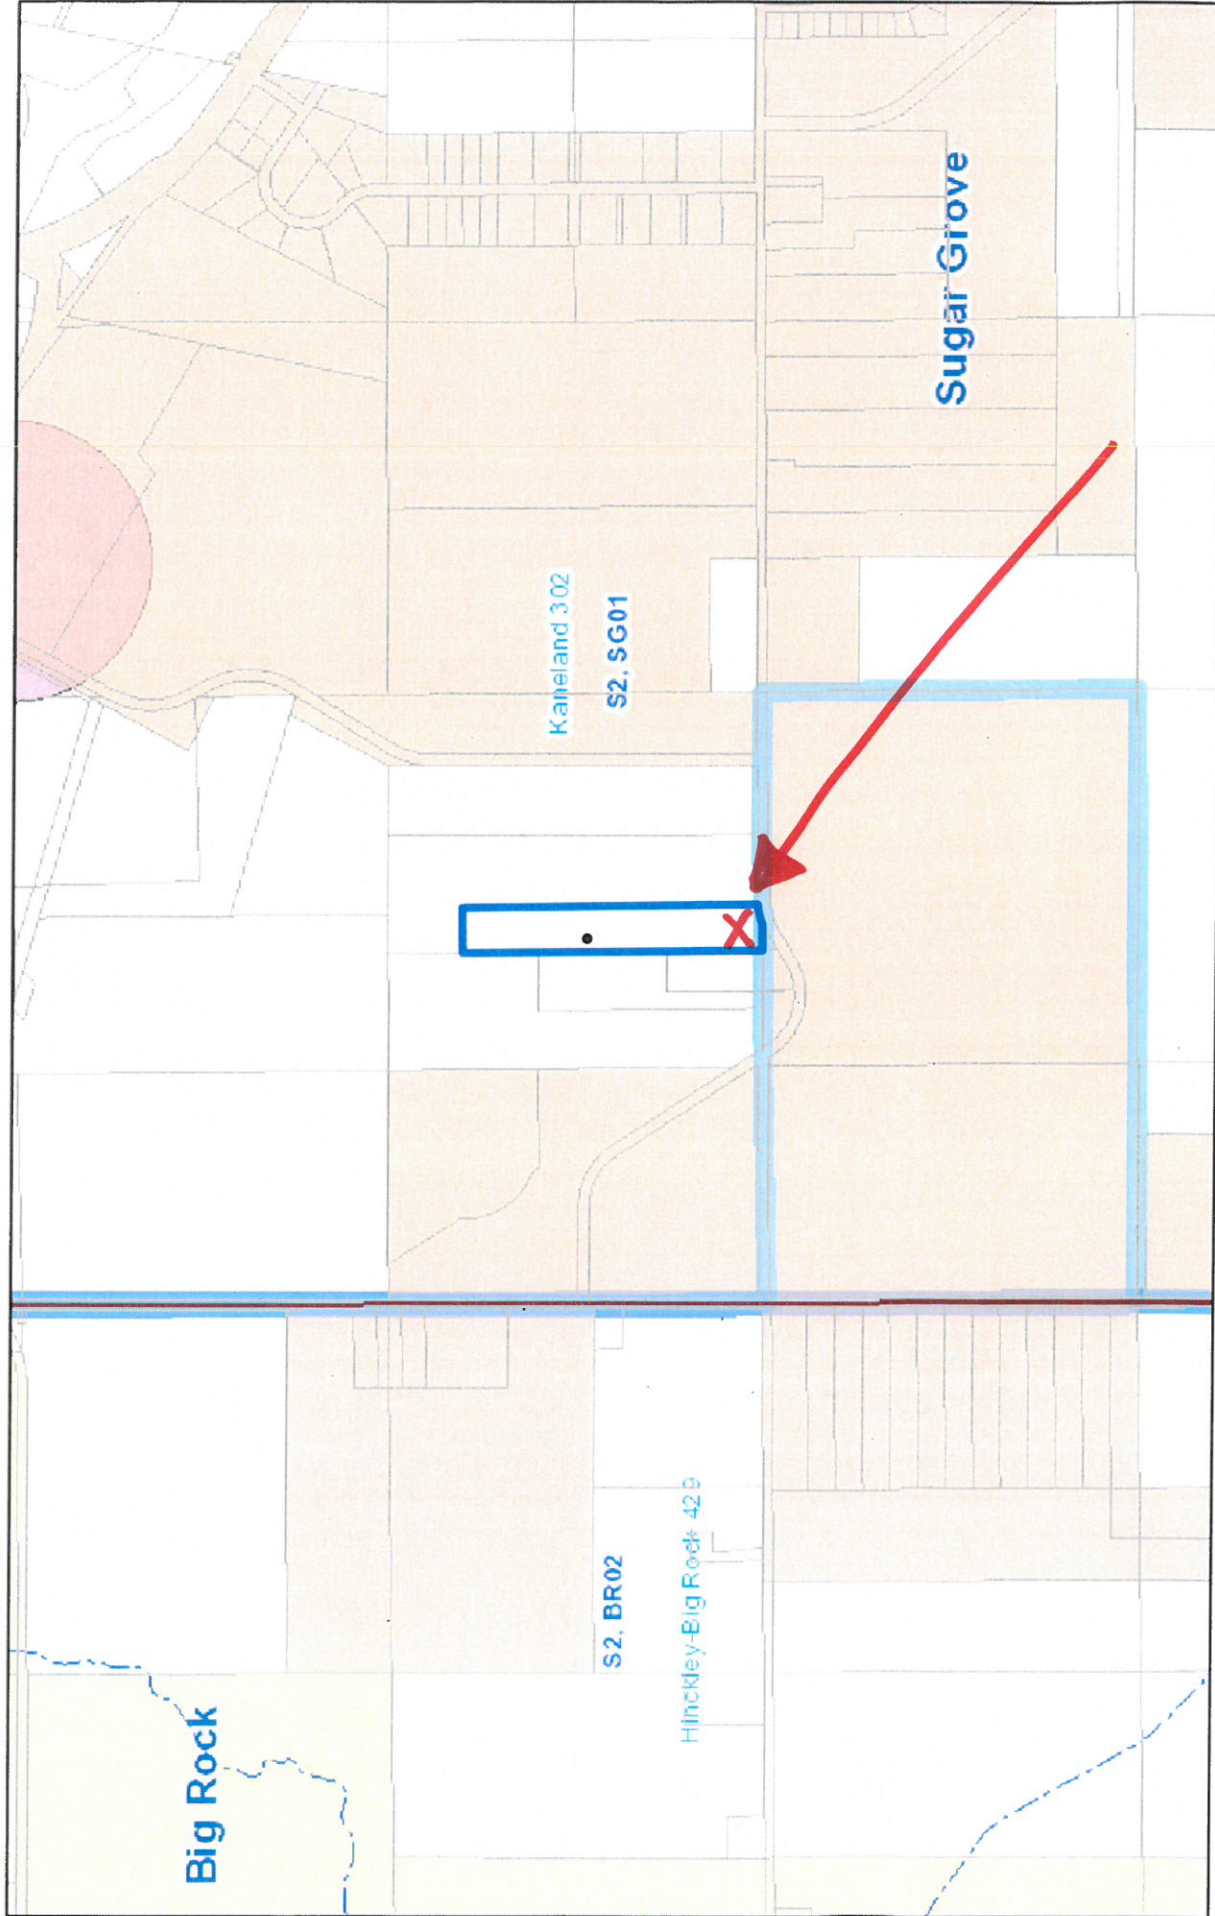 Big Rock
S2, BR02
Hinckley-Big Rock 429
Kaneland 302
S2, SG01
Sugar Grove
X